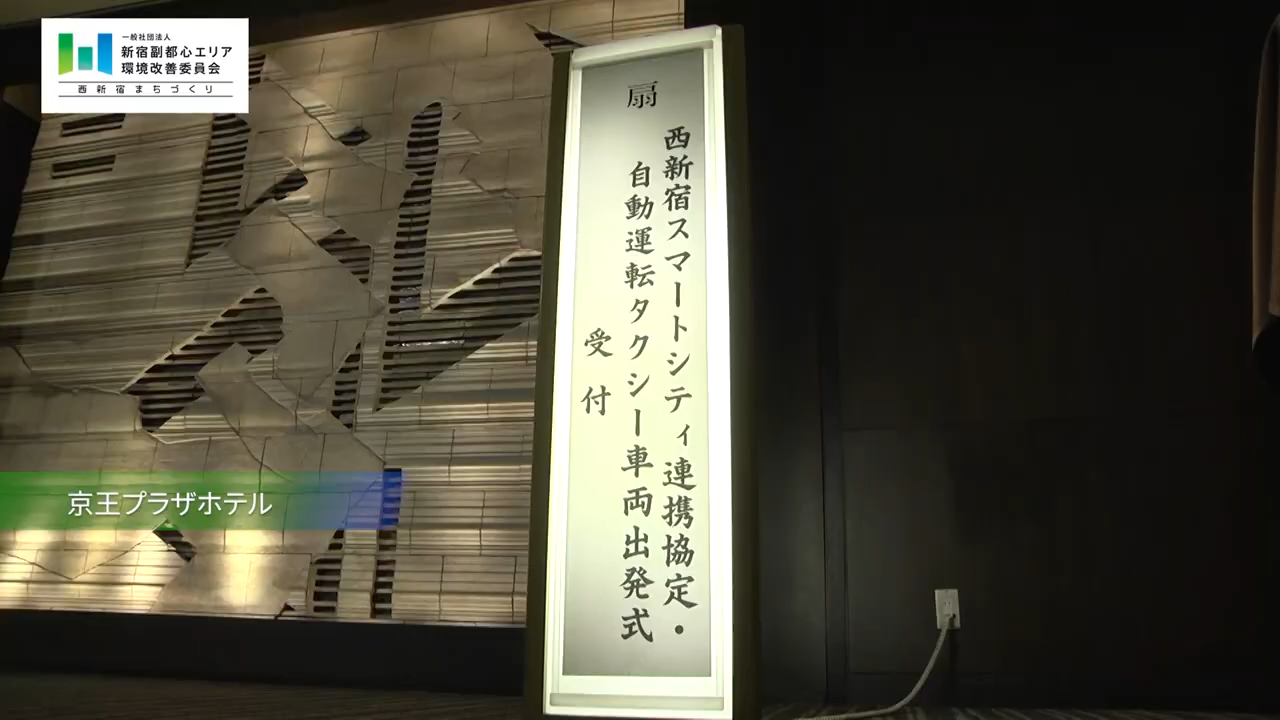 一般社団法人
新宿副都心エリア
環境改善委員会
西新宿まちづくり
扇
西新宿スマートシティ連携協定・
自動運転タクシー車両出発式
受付
京王プラザホテル